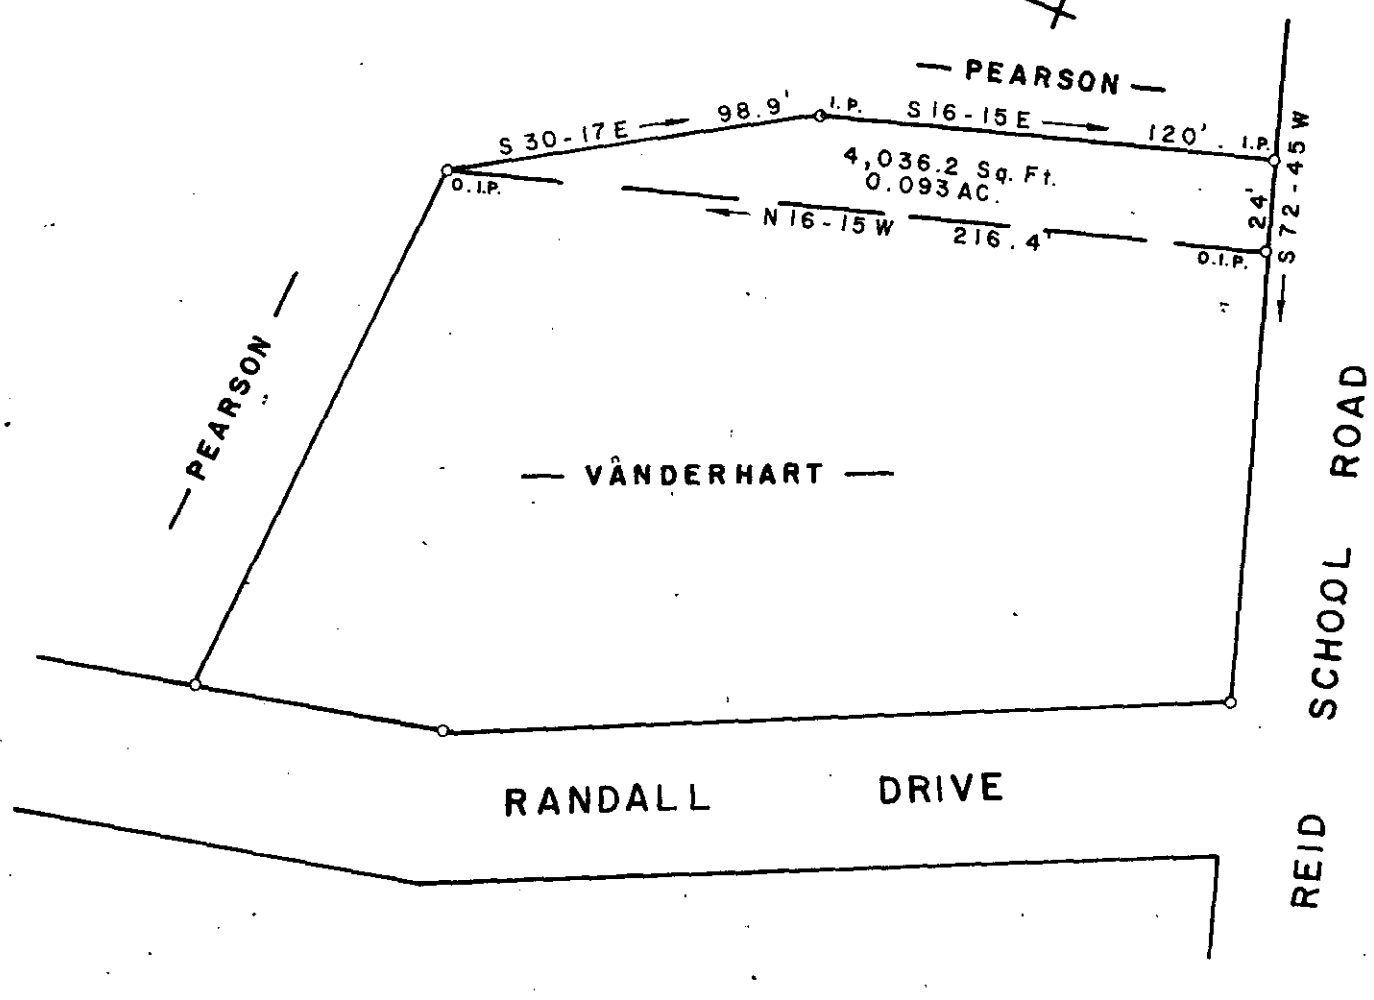 — PEARSON —
S 30-17 E 98.9'
I.P.
S 16-15 E 120'.
I.P.
4,036.2 Sq. Ft.
0.093 AC.
O.I.P.
N 16-15 W 216.4'
O.I.P.
24'
S 72-45 W
— PEARSON —
— VANDERHART —
RANDALL DRIVE
REID SCHOOL ROAD